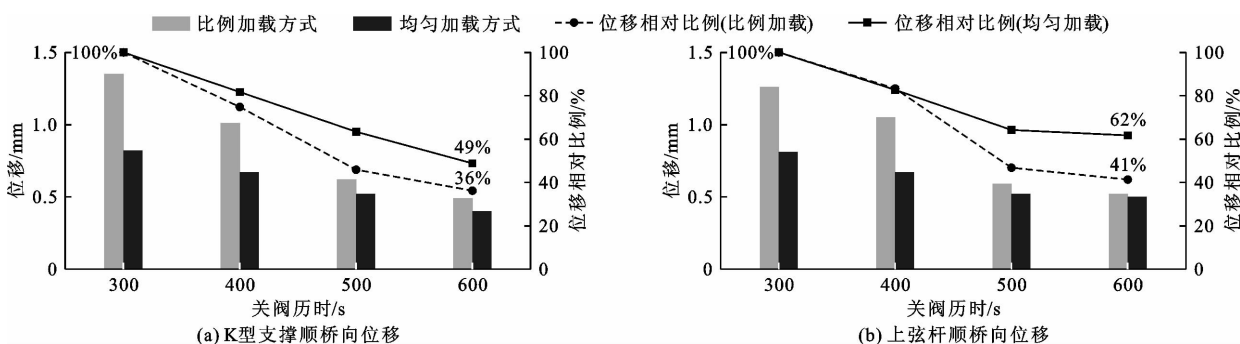 比例加载方式 均匀加载方式 位移相对比例(比例加载) 位移相对比例(均匀加载)
1.5 100% 100
1.0 80
60
0.5 40
20
0 0
49%
36%
位移/mm
位移相对比例/%
300 400 500 600
关阀历时/s
(a) K型支撑顺桥向位移
1.5 100% 100
1.0 80
60
0.5 40
20
0 0
62%
41%
位移/mm
位移相对比例/%
300 400 500 600
关阀历时/s
(b) 上弦杆顺桥向位移